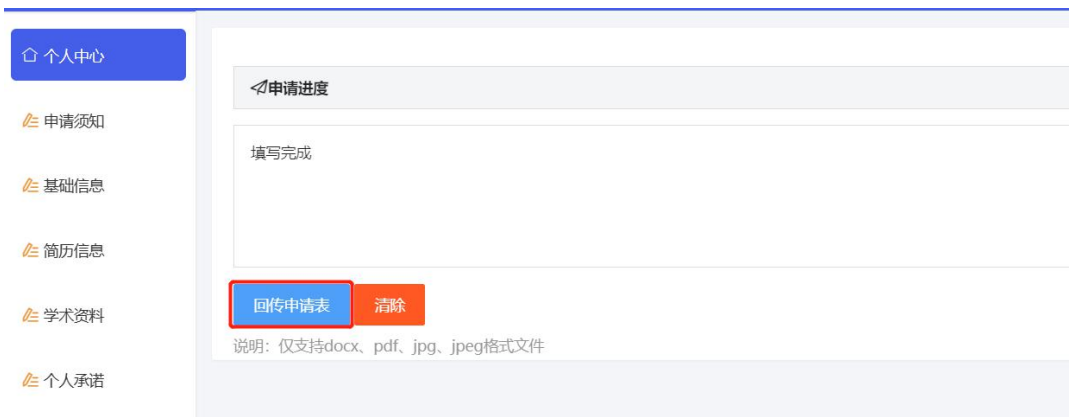 个人中心
申请须知
基础信息
简历信息
学术资料
个人承诺
申请进度
填写完成
回传申请表 清除
说明：仅支持docx、pdf、jpg、jpeg格式文件